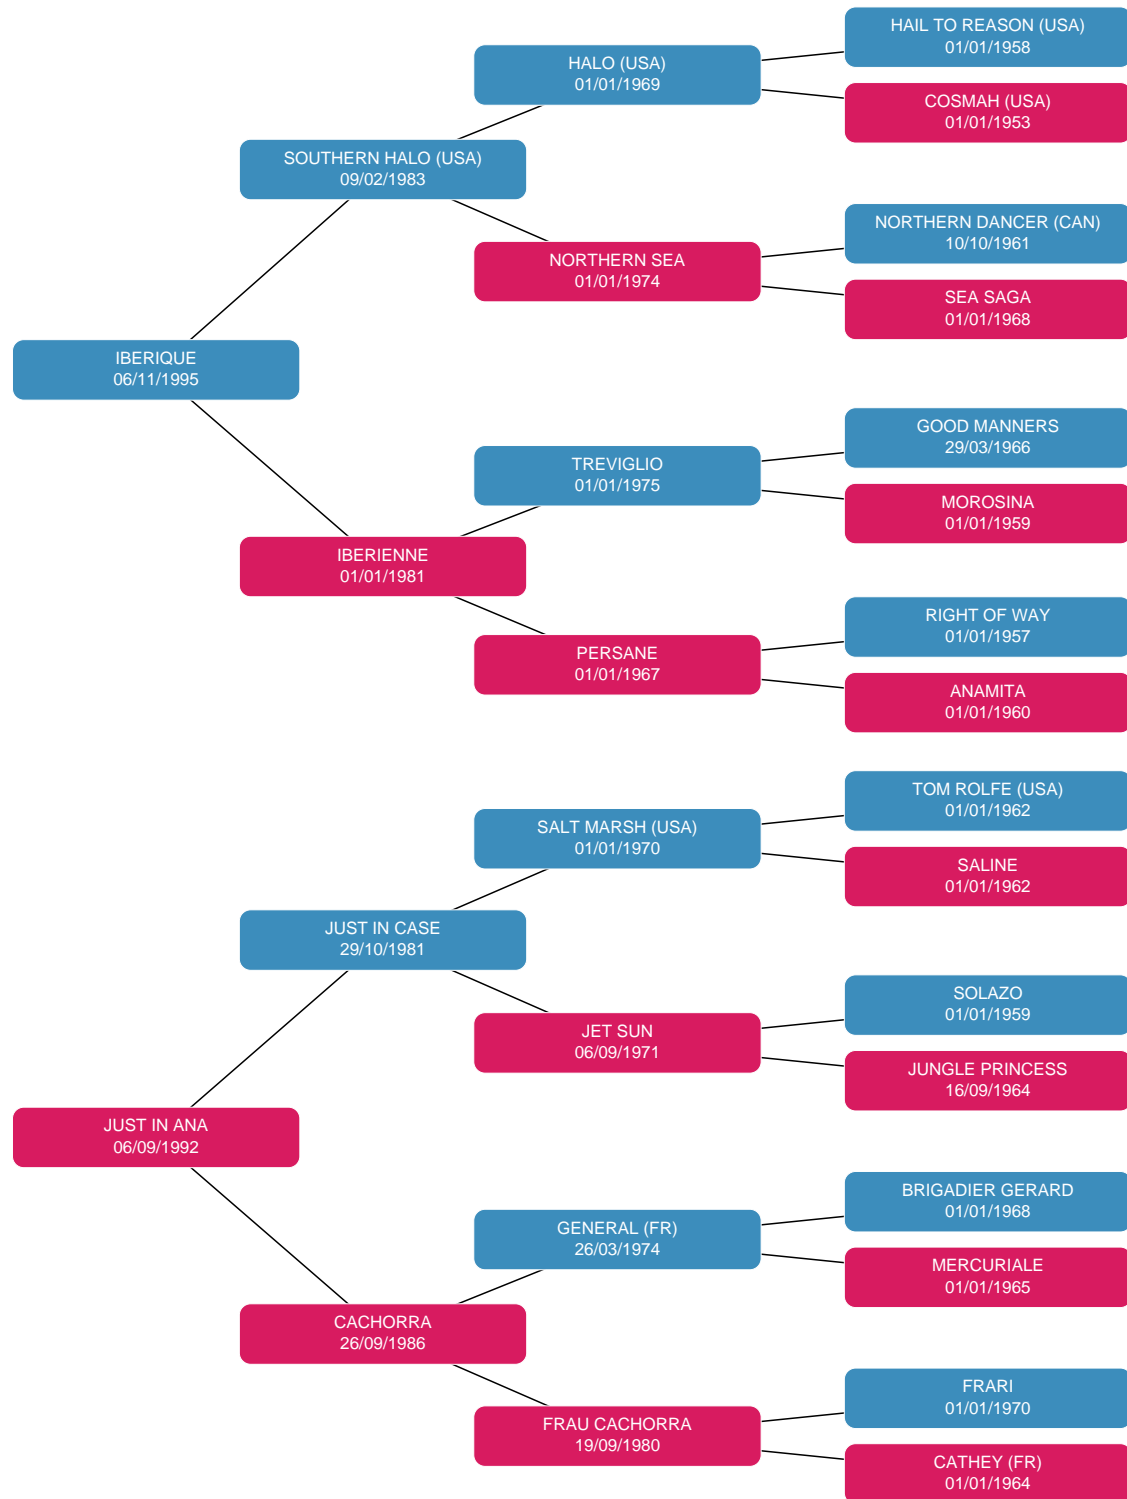 HAIL TO REASON (USA)
01/01/1958
HALO (USA)
01/01/1969
COSMAH (USA)
01/01/1953
SOUTHERN HALO (USA)
09/02/1983
NORTHERN DANCER (CAN)
10/10/1961
NORTHERN SEA
01/01/1974
SEA SAGA
01/01/1968
IBERIQUE
06/11/1995
GOOD MANNERS
29/03/1966
TREVIGLIO
01/01/1975
MOROSINA
01/01/1959
IBERIENNE
01/01/1981
RIGHT OF WAY
01/01/1957
PERSANE
01/01/1967
ANAMITA
01/01/1960
TOM ROLFE (USA)
01/01/1962
SALT MARSH (USA)
01/01/1970
SALINE
01/01/1962
JUST IN CASE
29/10/1981
SOLAZO
01/01/1959
JET SUN
06/09/1971
JUNGLE PRINCESS
16/09/1964
JUST IN ANA
06/09/1992
BRIGADIER GERARD
01/01/1968
GENERAL (FR)
26/03/1974
MERCURIALE
01/01/1965
CACHORRA
26/09/1986
FRARI
01/01/1970
FRAU CACHORRA
19/09/1980
CATHEY (FR)
01/01/1964